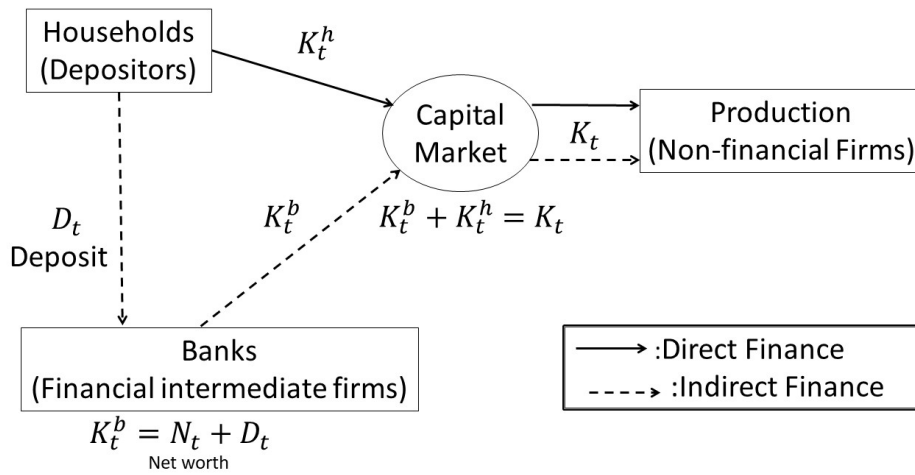 Households
(Depositors)
$K_t^h$
Capital
Market
$K_t$
Production
(Non-financial Firms)
$D_t$
Deposit
$K_t^b$
$K_t^b + K_t^h = K_t$
Banks
(Financial intermediate firms)
$K_t^b = N_t + D_t$
Net worth
:Direct Finance
:Indirect Finance